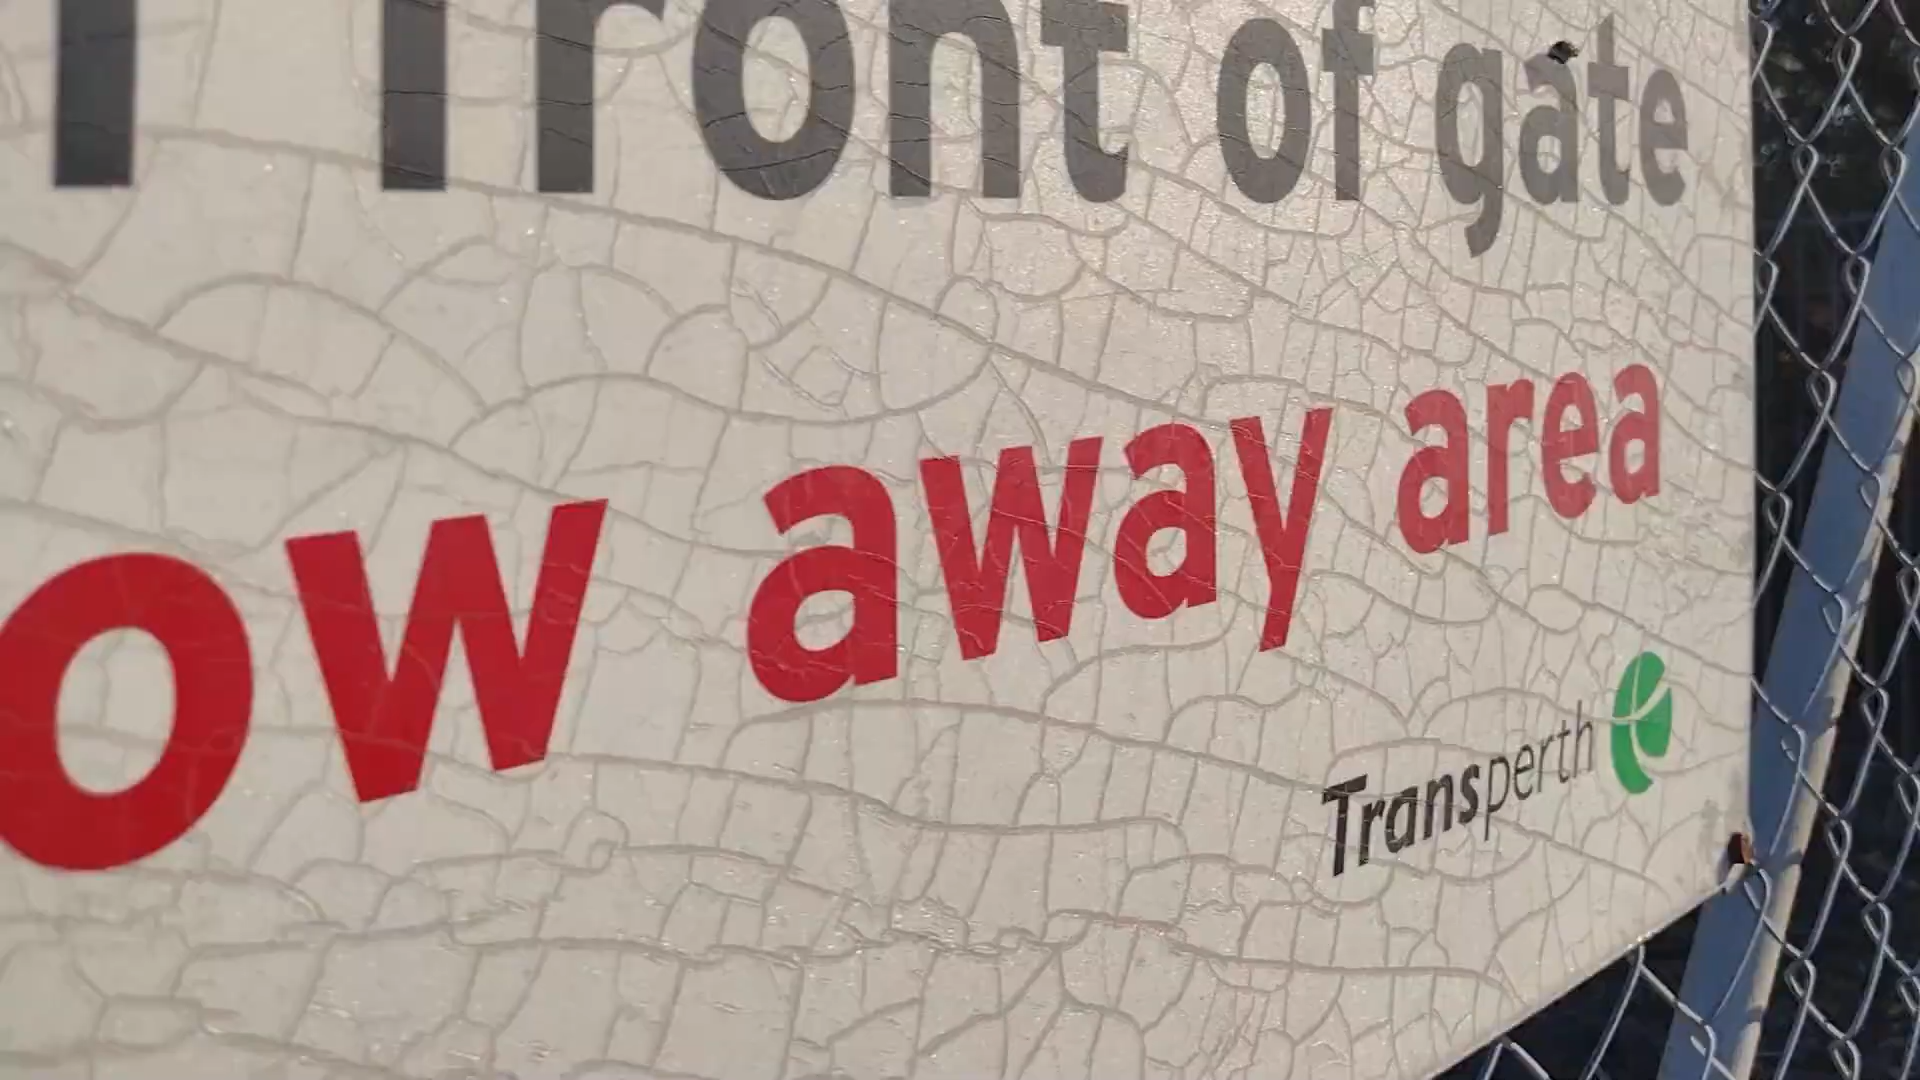 front of gate
ow away area
Transperth